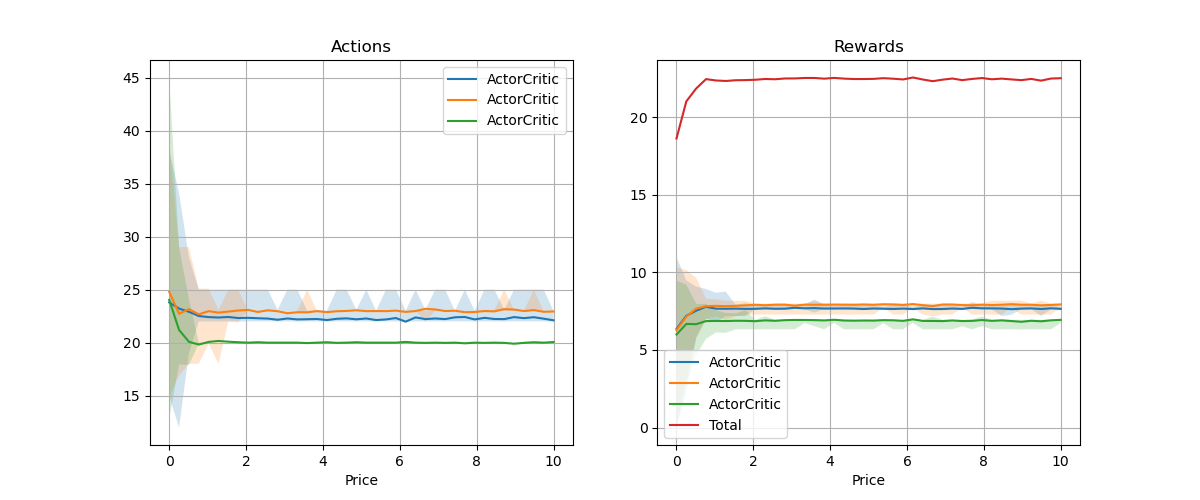 Actions
45
40
35
30
25
20
15
0 2 4 6 8 10
Price
ActorCritic
ActorCritic
ActorCritic
Rewards
20
15
10
5
0
0 2 4 6 8 10
Price
ActorCritic
ActorCritic
ActorCritic
Total